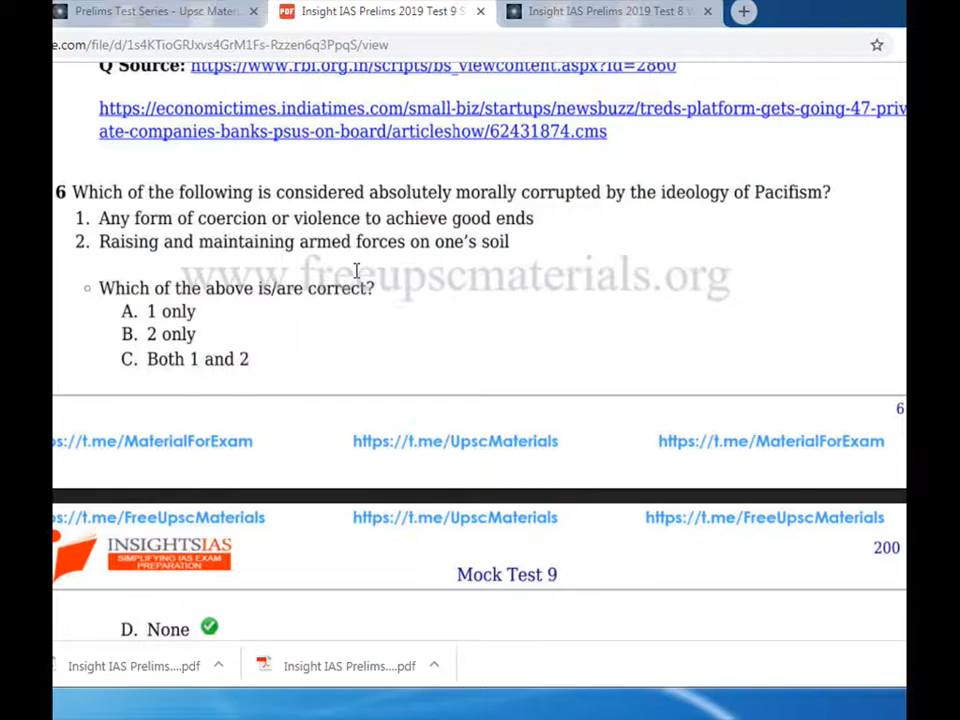 Prelims Test Series - Upsc Mater
PDF Insight IAS Prelims 2019 Test 9 S
Insight IAS Prelims 2019 Test 8 W
e.com/file/d/1s4KTioGRJxvs4GrM1Fs-Rzzen6q3PpqS/view
Q Source: https://www.rbi.org.in/scripts/bs_viewcontent.aspx?Id=2860
https://economictimes.indiatimes.com/small-biz/startups/newsbuzz/treds-platform-gets-going-47-priv
ate-companies-banks-psus-on-board/articleshow/62431874.cms
6 Which of the following is considered absolutely morally corrupted by the ideology of Pacifism?
1. Any form of coercion or violence to achieve good ends
2. Raising and maintaining armed forces on one's soil
www.freeupscmaterials.org
Which of the above is/are correct?
A. 1 only
B. 2 only
C. Both 1 and 2
6
ps://t.me/MaterialForExam https://t.me/UpscMaterials https://t.me/MaterialForExam
ps://t.me/FreeUpscMaterials https://t.me/UpscMaterials https://t.me/FreeUpscMaterials
INSIGHTSIAS
SIMPLIFYING IAS EXAM
PREPARATION
200
Mock Test 9
D. None
Insight IAS Prelims....pdf
Insight IAS Prelims....pdf